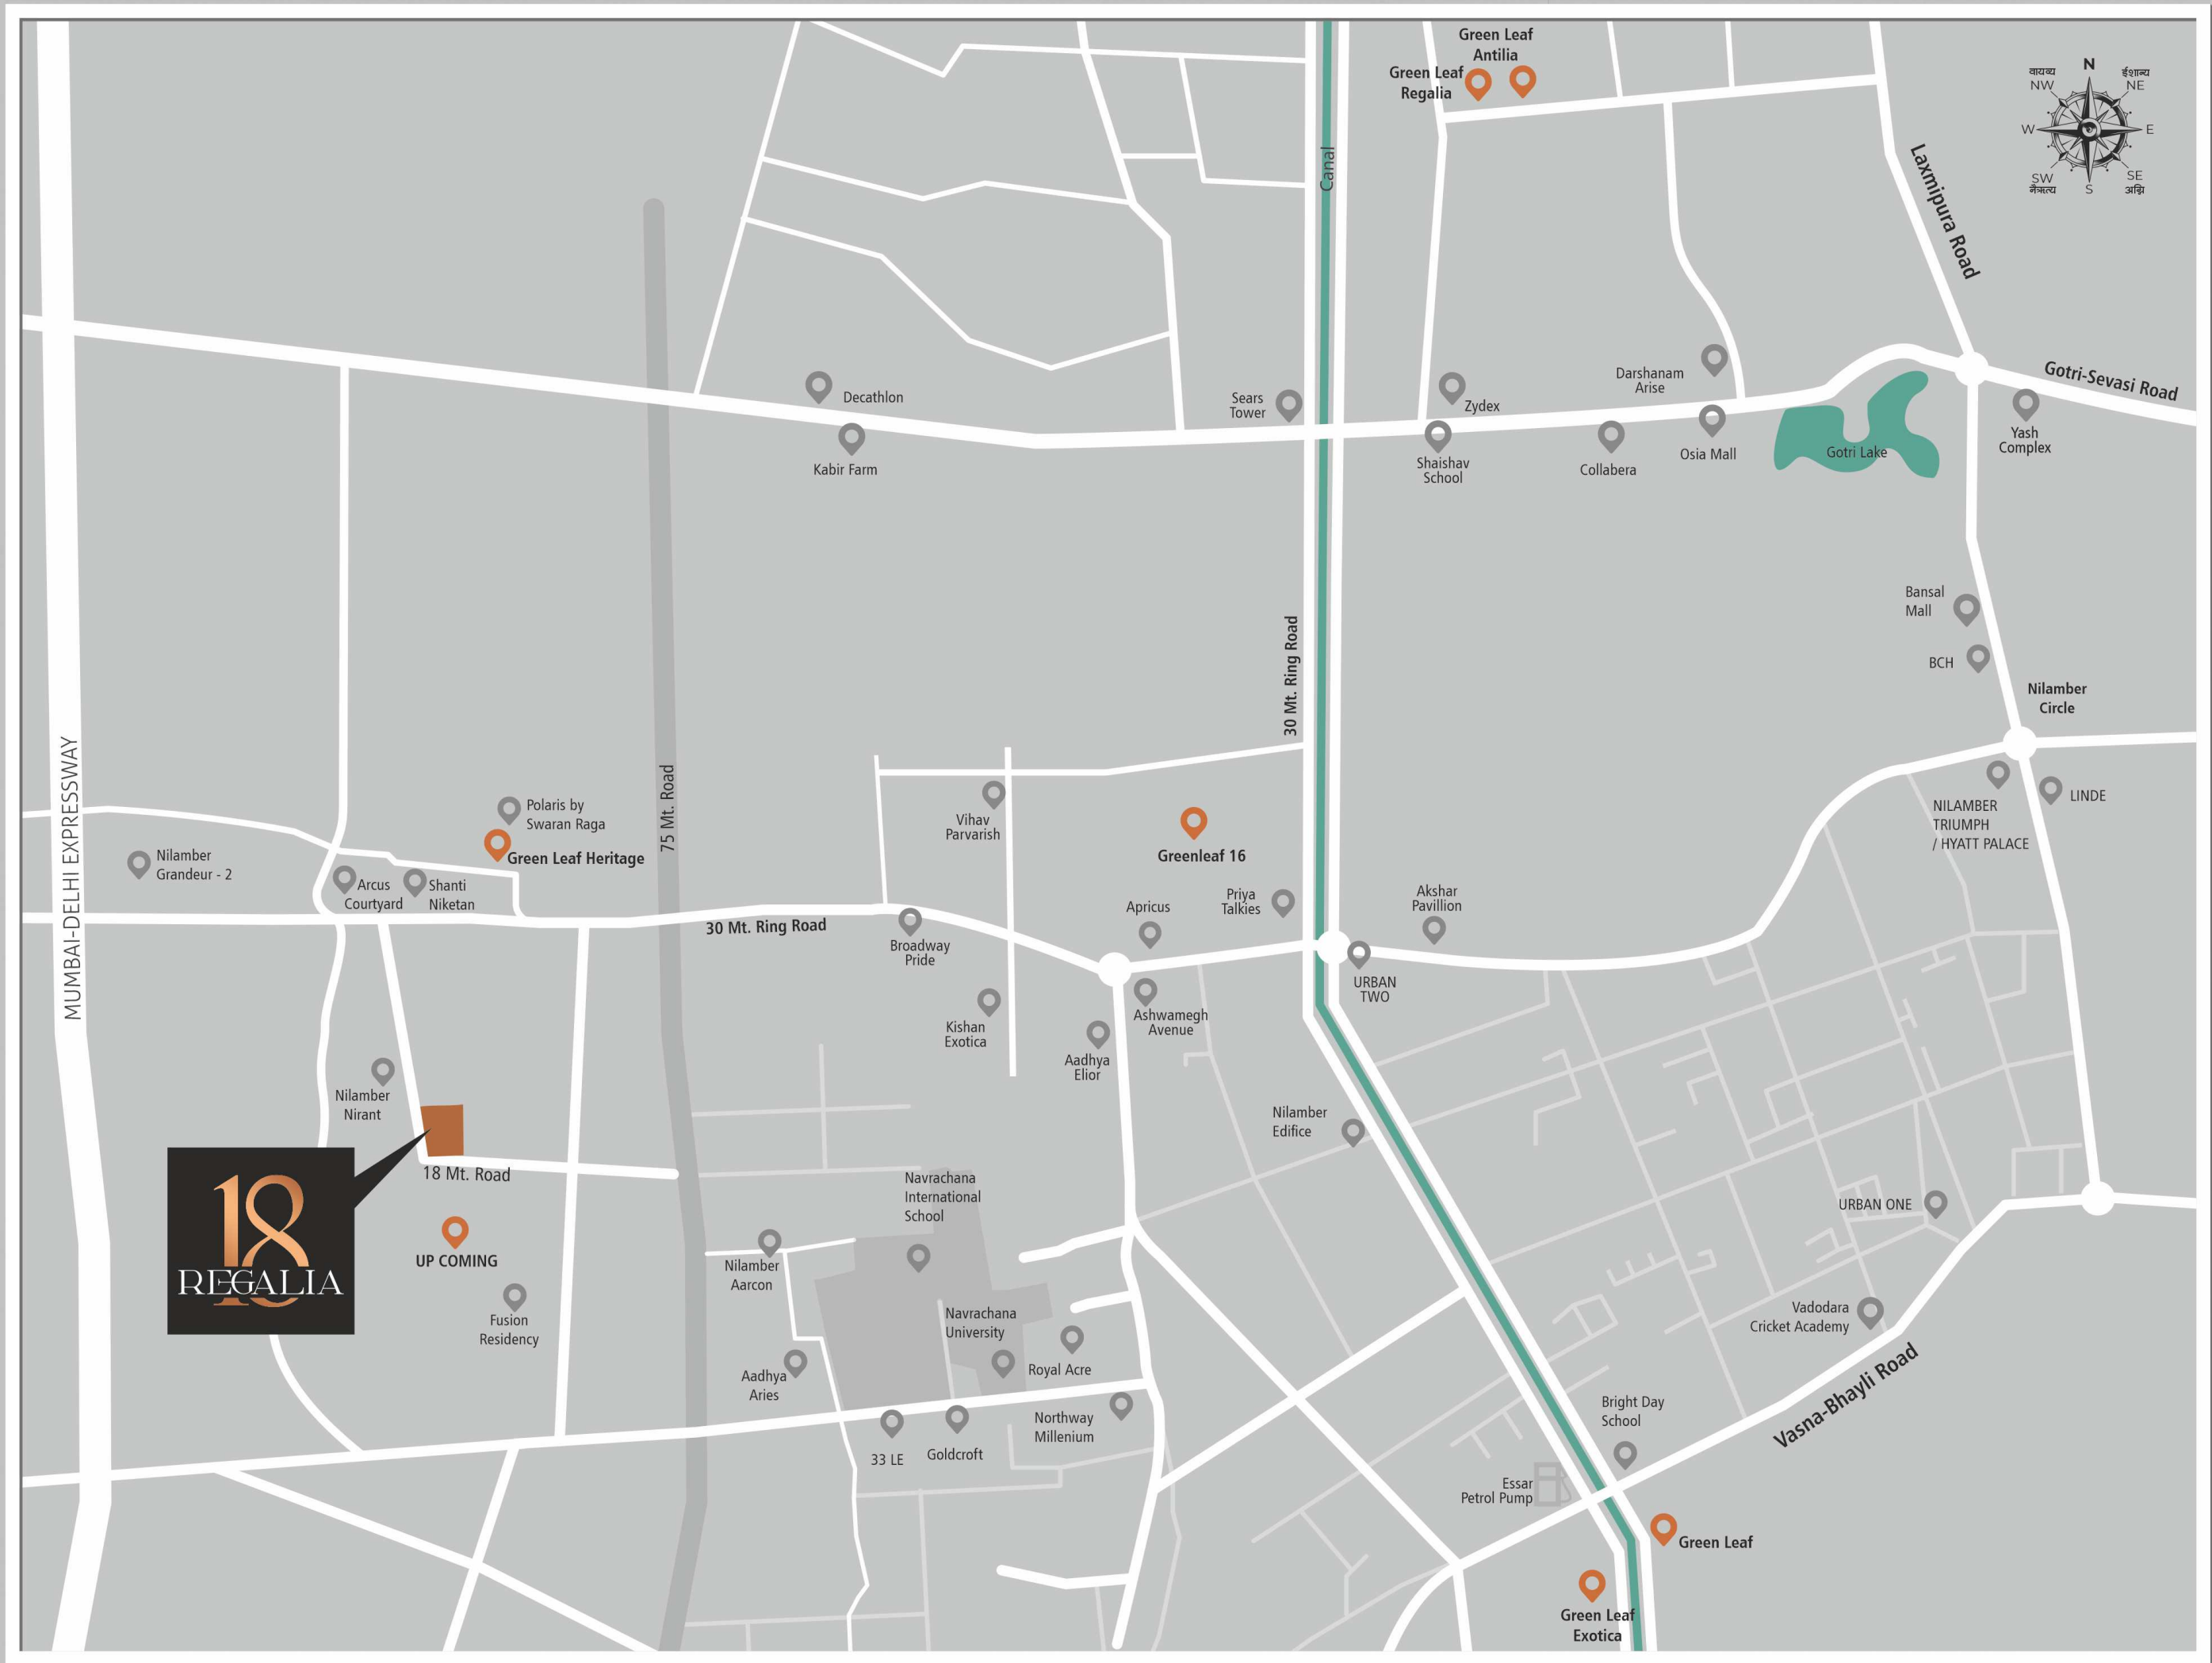 Green Leaf
Antilia
Green Leaf
Regalia
वायव्य
NW
N
ईशान्य
NE
W
E
SW
नैऋत्य
S
SE
अग्नि
Canal
Laxmipura Road
Gotri-Sevasi Road
Decathlon
Kabir Farm
Sears
Tower
Zydex
Shaishav
School
Darshanam
Arise
Collabera
Osia Mall
Gotri Lake
Yash
Complex
Bansal
Mall
BCH
30 Mt. Ring Road
Nilamber
Circle
MUMBAI-DELHI EXPRESSWAY
75 Mt. Road
Polaris by
Swaran Raga
Green Leaf Heritage
Nilamber
Grandeur - 2
Arcus
Courtyard
Shanti
Niketan
Vihav
Parvarish
Greenleaf 16
NILAMBER
TRIUMPH
/ HYATT PALACE
LINDE
30 Mt. Ring Road
Broadway
Pride
Apricus
Priya
Talkies
Akshar
Pavillion
URBAN
TWO
Kishan
Exotica
Ashwamegh
Avenue
Aadhya
Elior
Nilamber
Nirant
Nilamber
Edifice
18 Mt. Road
18
REGALIA
UP COMING
Fusion
Residency
Navrachana
International
School
Nilamber
Aarcon
Navrachana
University
Royal Acre
Aadhya
Aries
33 LE
Goldcroft
Northway
Millenium
URBAN ONE
Vadodara
Cricket Academy
Vasna-Bhayli Road
Bright Day
School
Essar
Petrol Pump
Green Leaf
Green Leaf
Exotica